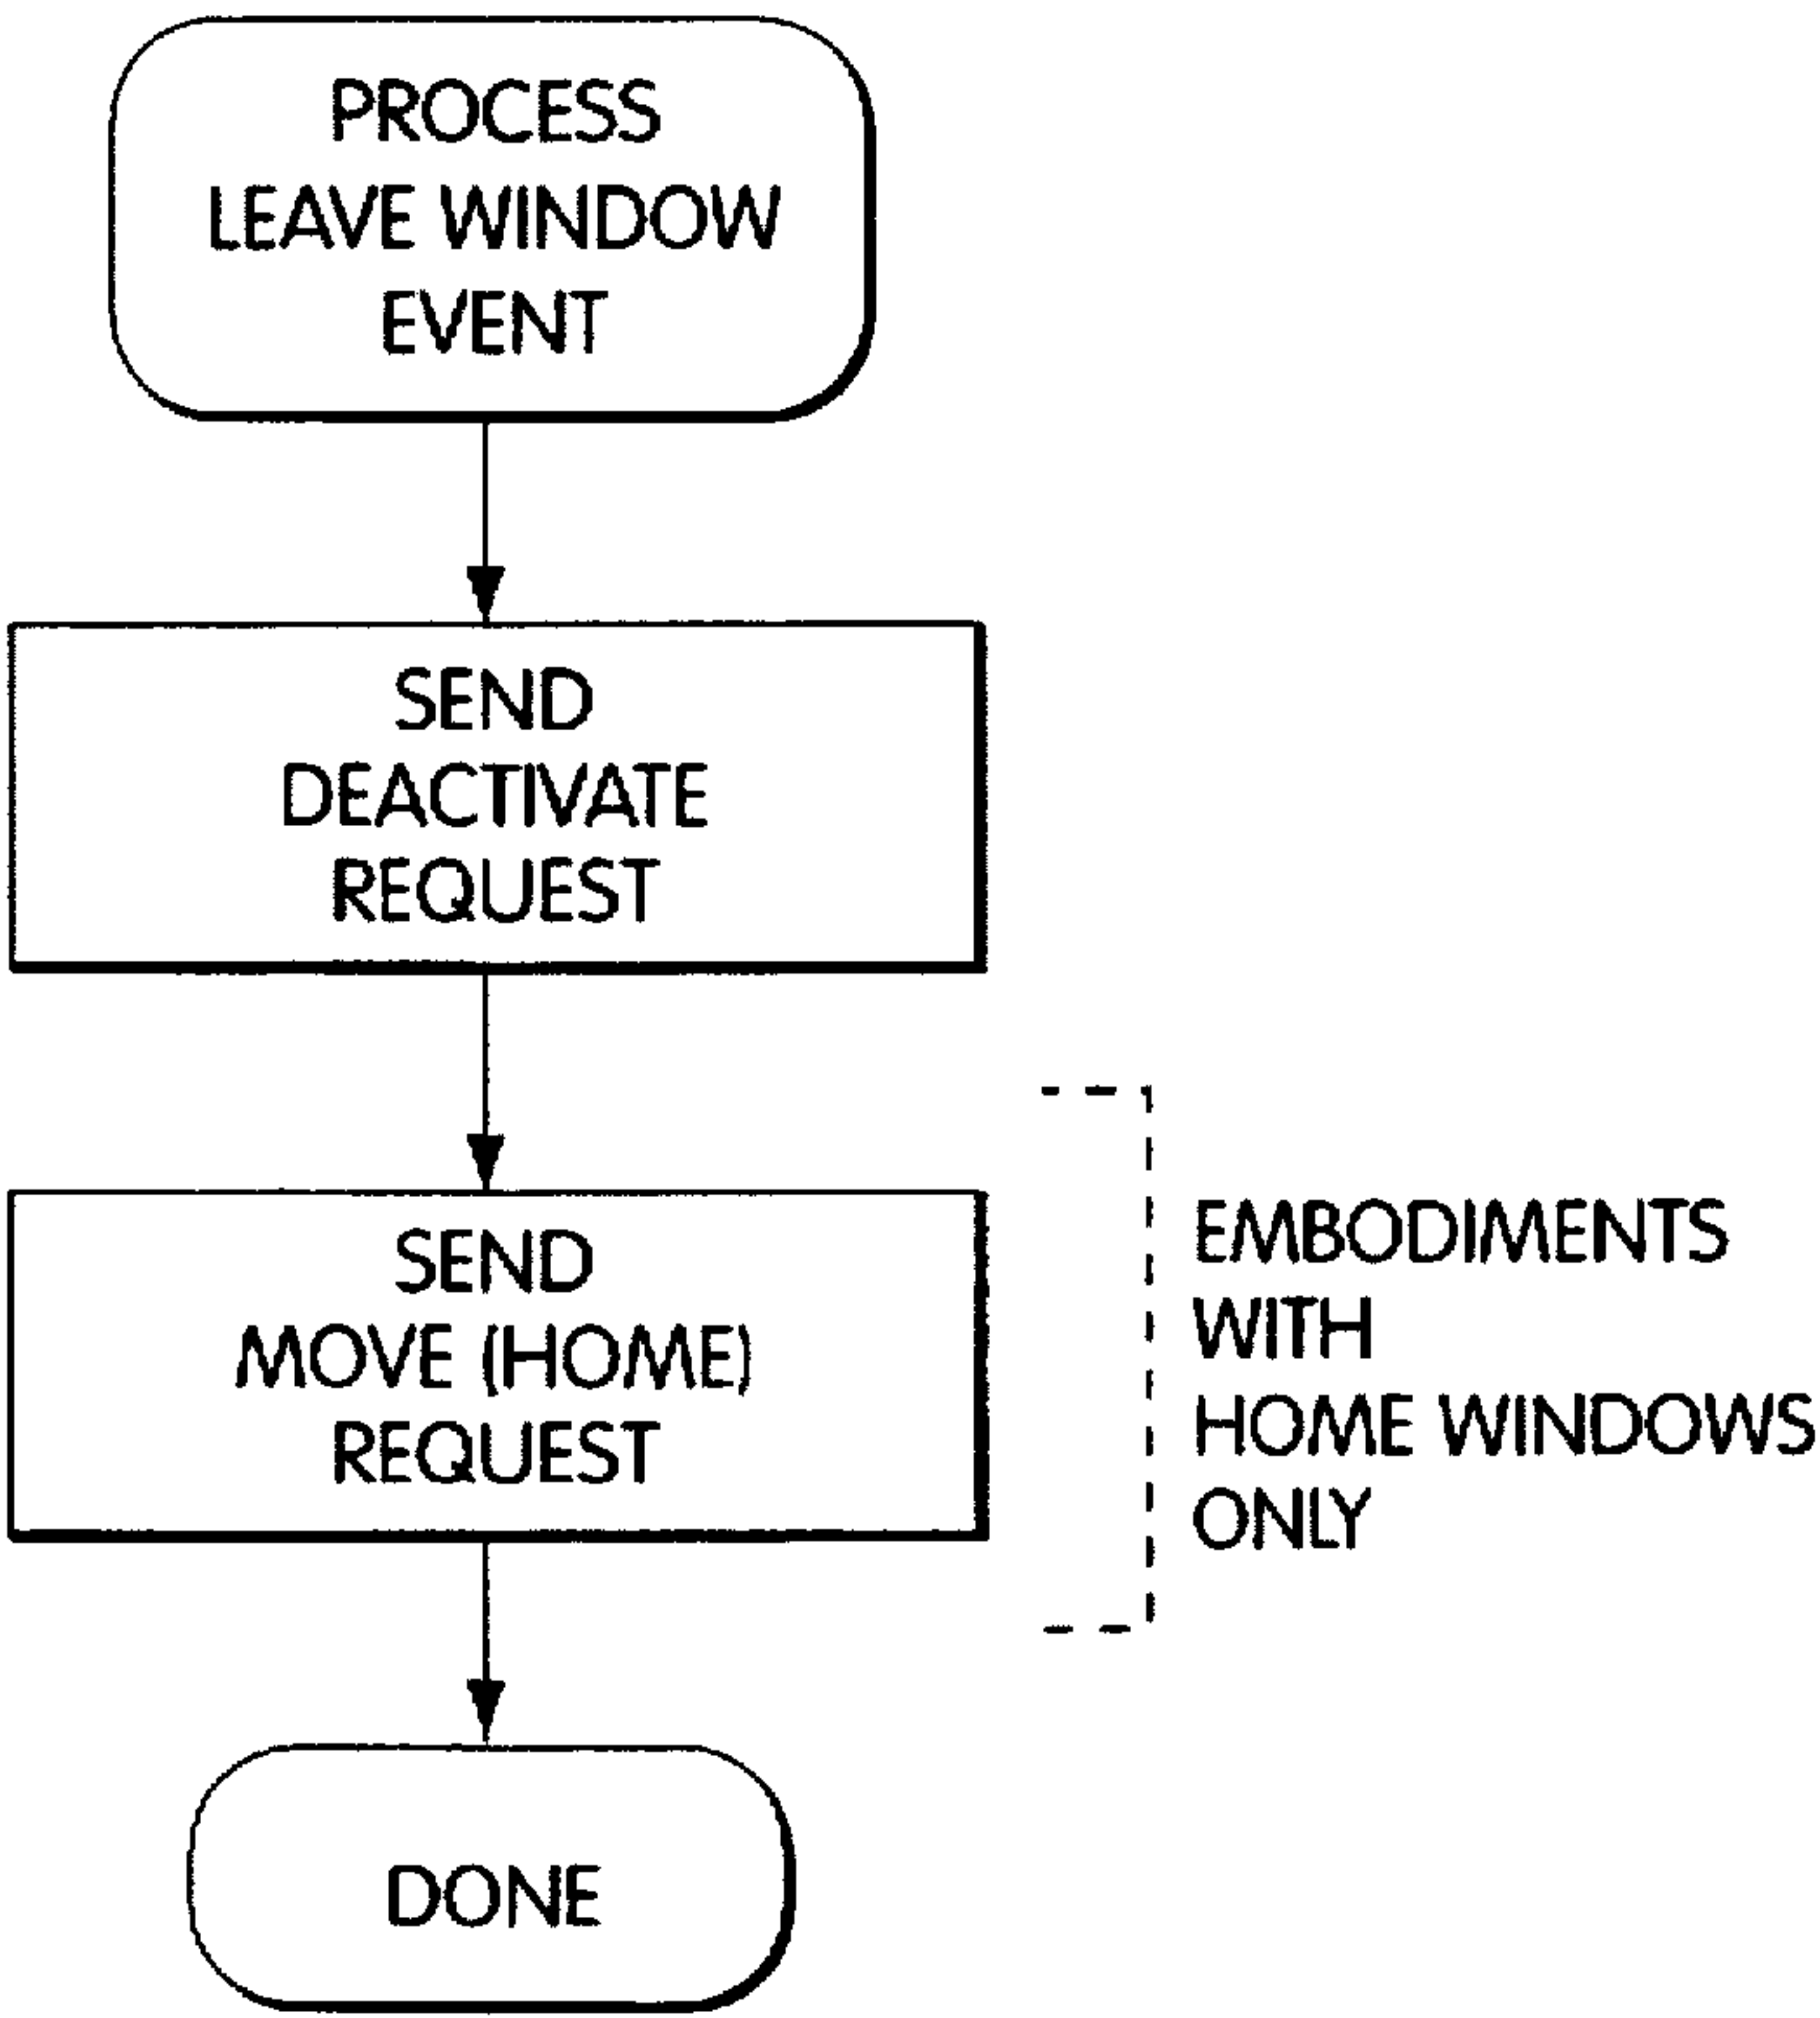 PROCESS
LEAVE WINDOW
EVENT
SEND
DEACTIVATE
REQUEST
SEND
MOVE (HOME)
REQUEST
EMBODIMENTS
WITH
HOME WINDOWS
ONLY
DONE